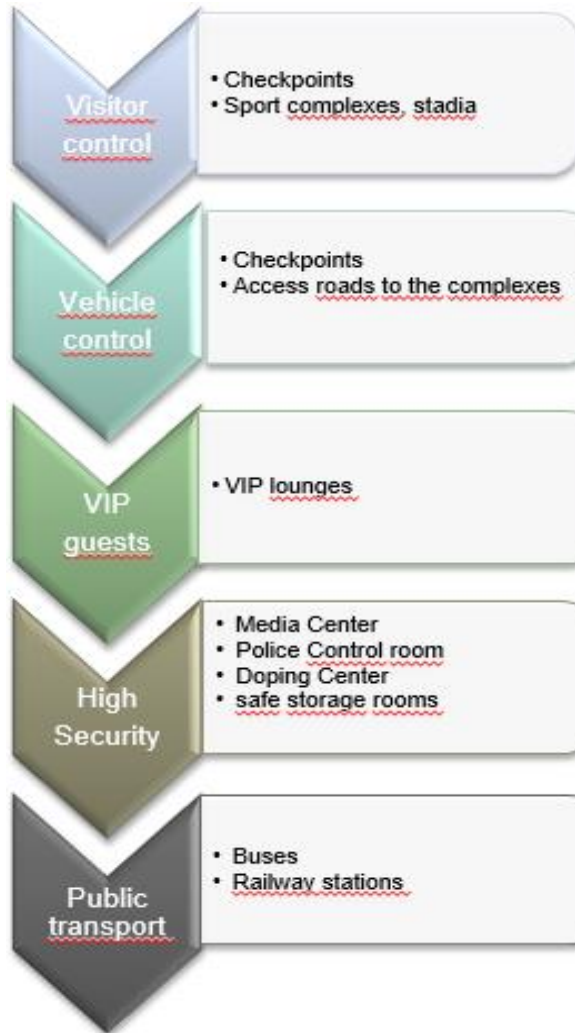 Visitor
control
• Checkpoints
• Sport complexes, stadia
Vehicle
control
• Checkpoints
• Access roads to the complexes
VIP
guests
• VIP lounges
High
Security
• Media Center
• Police Control room
• Doping Center
• safe storage rooms
Public
transport
• Buses
• Railway stations